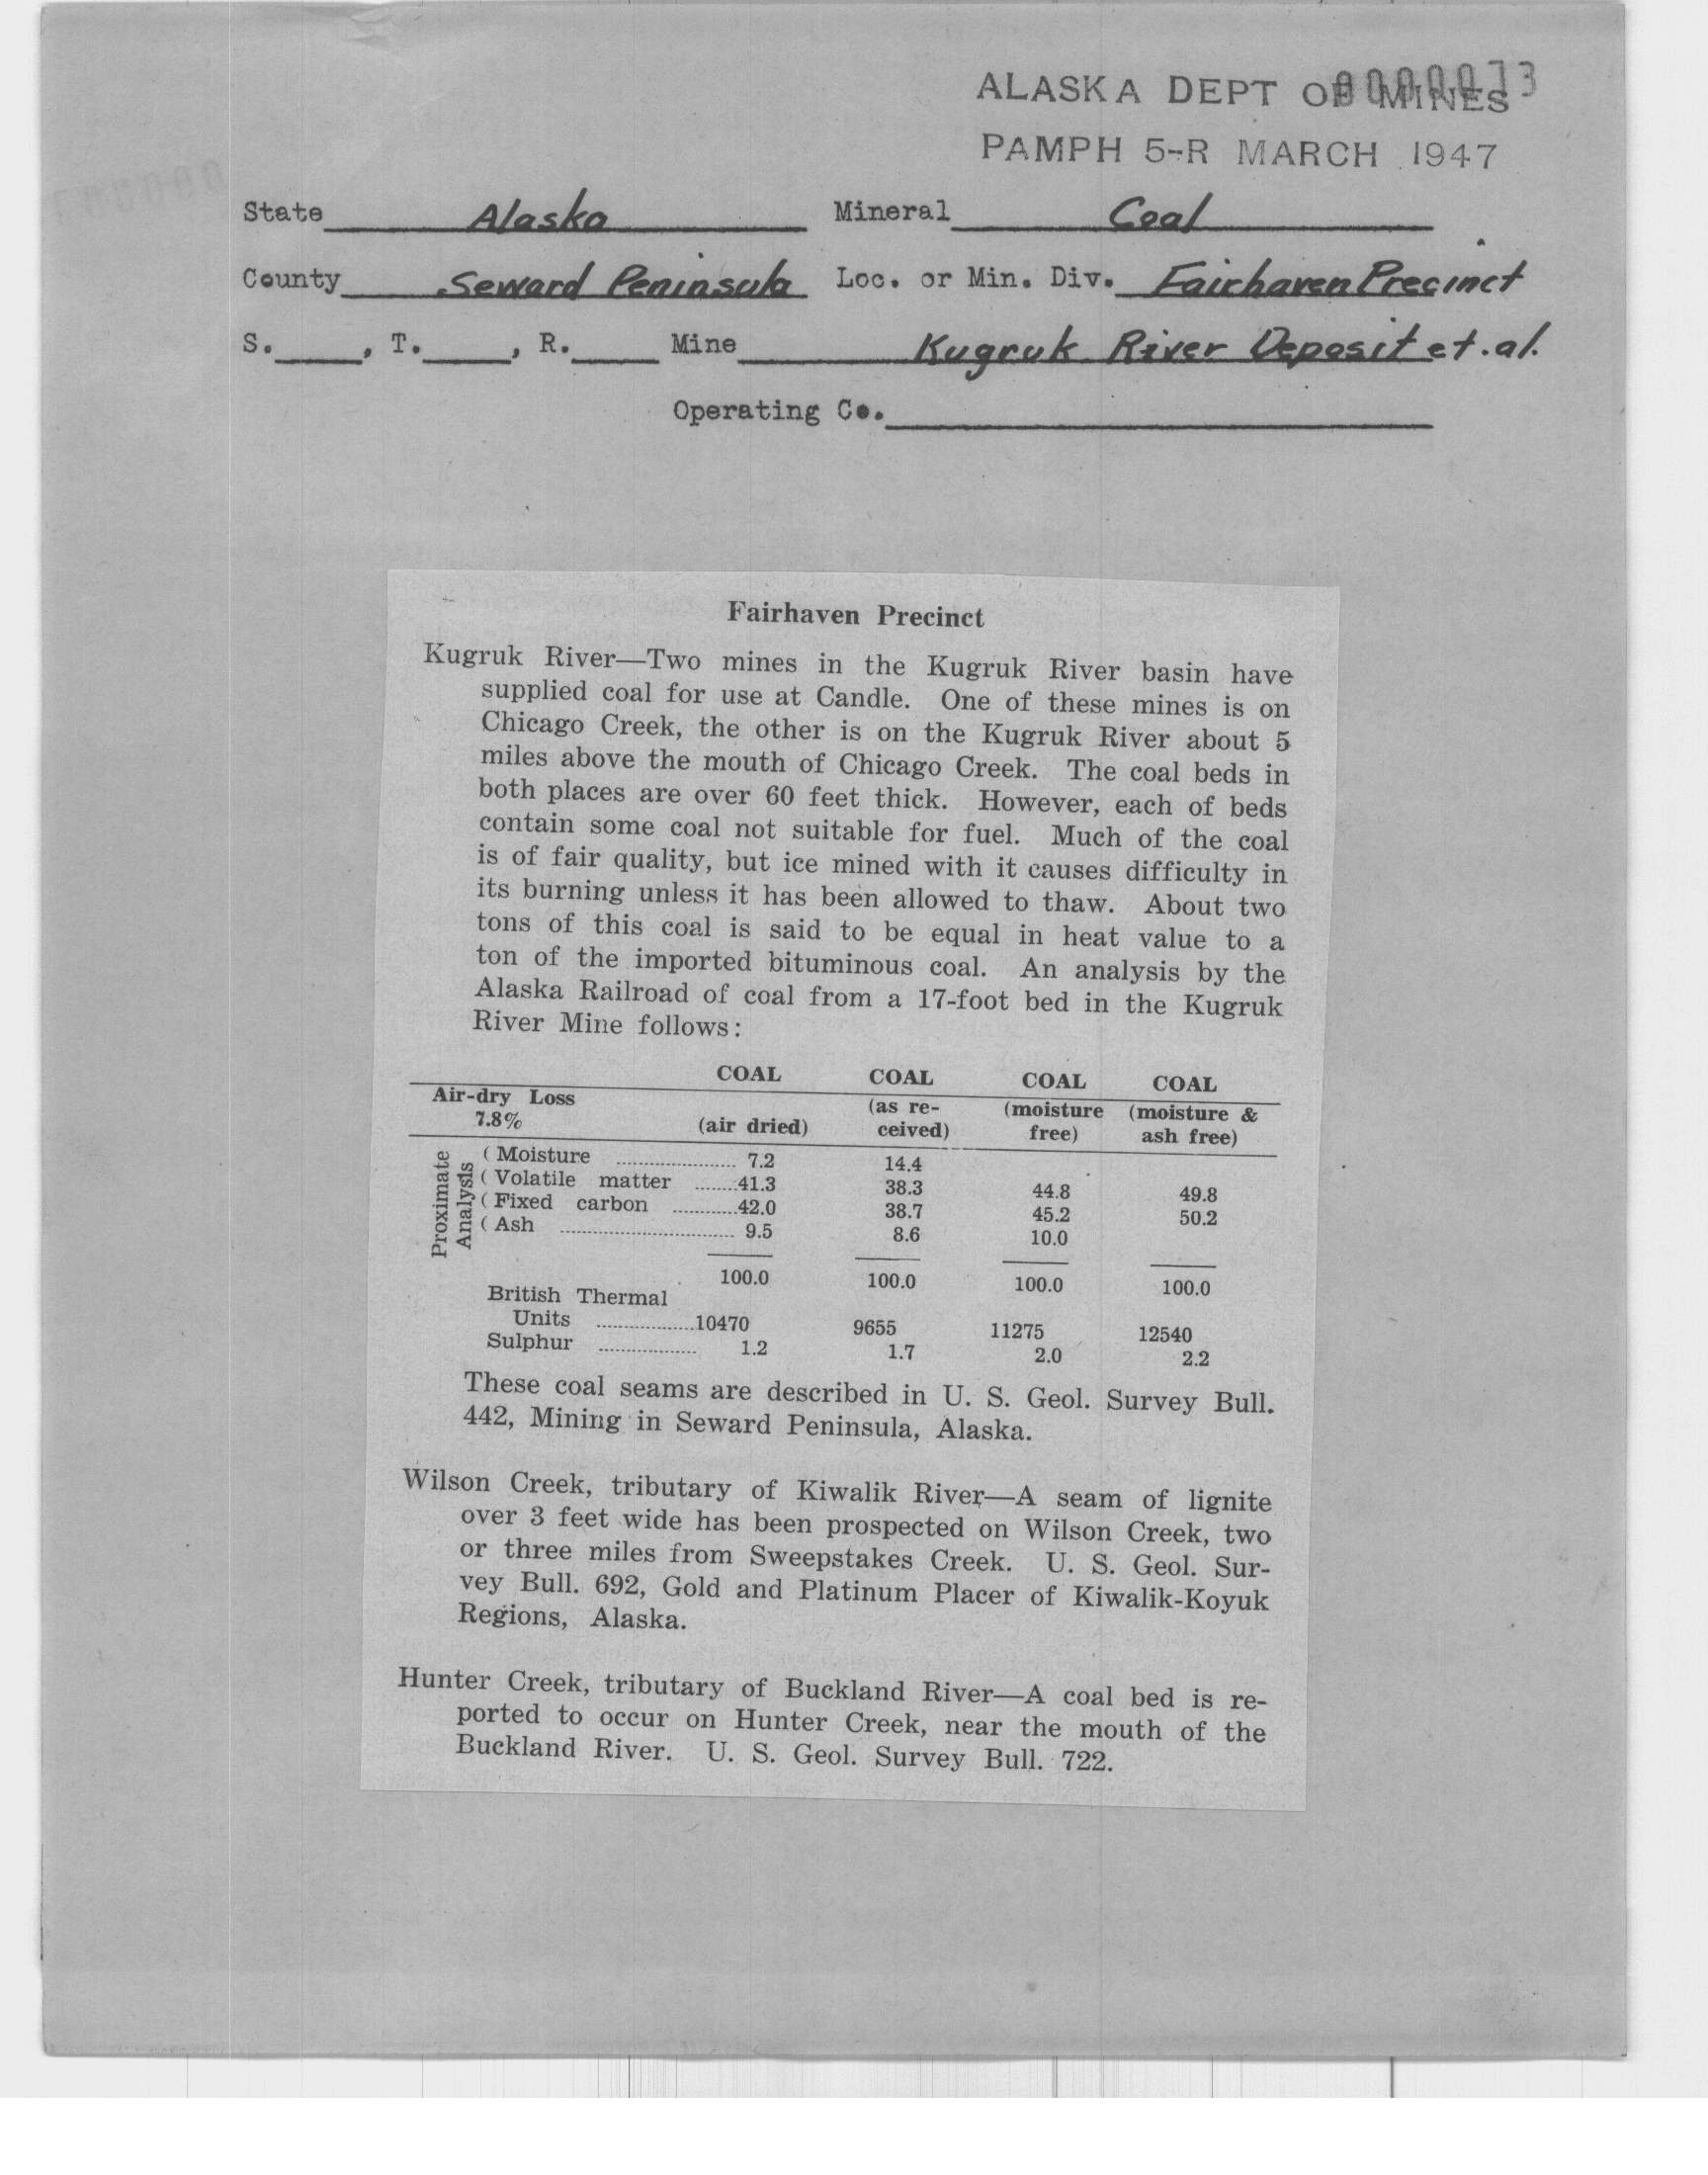 ALASKA DEPT OF MINES
PAMPH 5-R MARCH 1947
State Alaska Mineral Coal
County Seward Peninsula Loc. or Min. Div. Fairhaven Precinct
S.____, T.____, R.____ Mine Kugruk River Deposit et. al.
Operating Co.
Fairhaven Precinct
Kugruk River—Two mines in the Kugruk River basin have
supplied coal for use at Candle. One of these mines is on
Chicago Creek, the other is on the Kugruk River about 5
miles above the mouth of Chicago Creek. The coal beds in
both places are over 60 feet thick. However, each of beds
contain some coal not suitable for fuel. Much of the coal
is of fair quality, but ice mined with it causes difficulty in
its burning unless it has been allowed to thaw. About two
tons of this coal is said to be equal in heat value to a
ton of the imported bituminous coal. An analysis by the
Alaska Railroad of coal from a 17-foot bed in the Kugruk
River Mine follows:
COAL COAL COAL COAL
Air-dry Loss (as re- (moisture (moisture &
7.8% (air dried) ceived) free) ash free)
Proximate
Analysis
( Moisture ........ 7.2 14.4
( Volatile matter ........41.3 38.3 44.8 49.8
( Fixed carbon ........42.0 38.7 45.2 50.2
( Ash ........ 9.5 8.6 10.0
100.0 100.0 100.0 100.0
British Thermal
Units ........10470 9655 11275 12540
Sulphur ........ 1.2 1.7 2.0 2.2
These coal seams are described in U. S. Geol. Survey Bull.
442, Mining in Seward Peninsula, Alaska.
Wilson Creek, tributary of Kiwalik River—A seam of lignite
over 3 feet wide has been prospected on Wilson Creek, two
or three miles from Sweepstakes Creek. U. S. Geol. Sur-
vey Bull. 692, Gold and Platinum Placer of Kiwalik-Koyuk
Regions, Alaska.
Hunter Creek, tributary of Buckland River—A coal bed is re-
ported to occur on Hunter Creek, near the mouth of the
Buckland River. U. S. Geol. Survey Bull. 722.